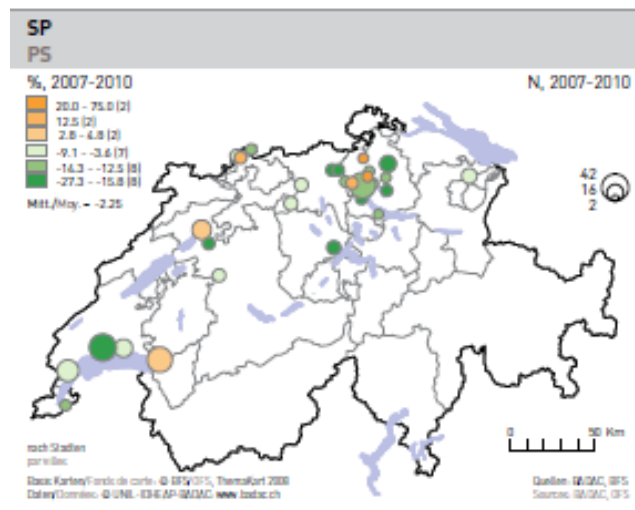 SP
PS
%, 2007-2010
N, 2007-2010
20.0 - 75.0 (2)
12.5 (2)
2.8 - 4.8 (2)
-9.1 - -3.6 (7)
-14.3 - -12.5 (8)
-27.3 - -15.8 (8)
Mitt./Moy. = -2.25
42
16
2
0 50 Km
nach Städten
par villes
Basis Karten/Fonds de carte: © BFS/OFS, ThemaKart 2008
Daten/Données: © UNIL-IDHEAP-BADAC: www.badac.ch
Quellen: BADAC, BFS
Sources: BADAC, OFS